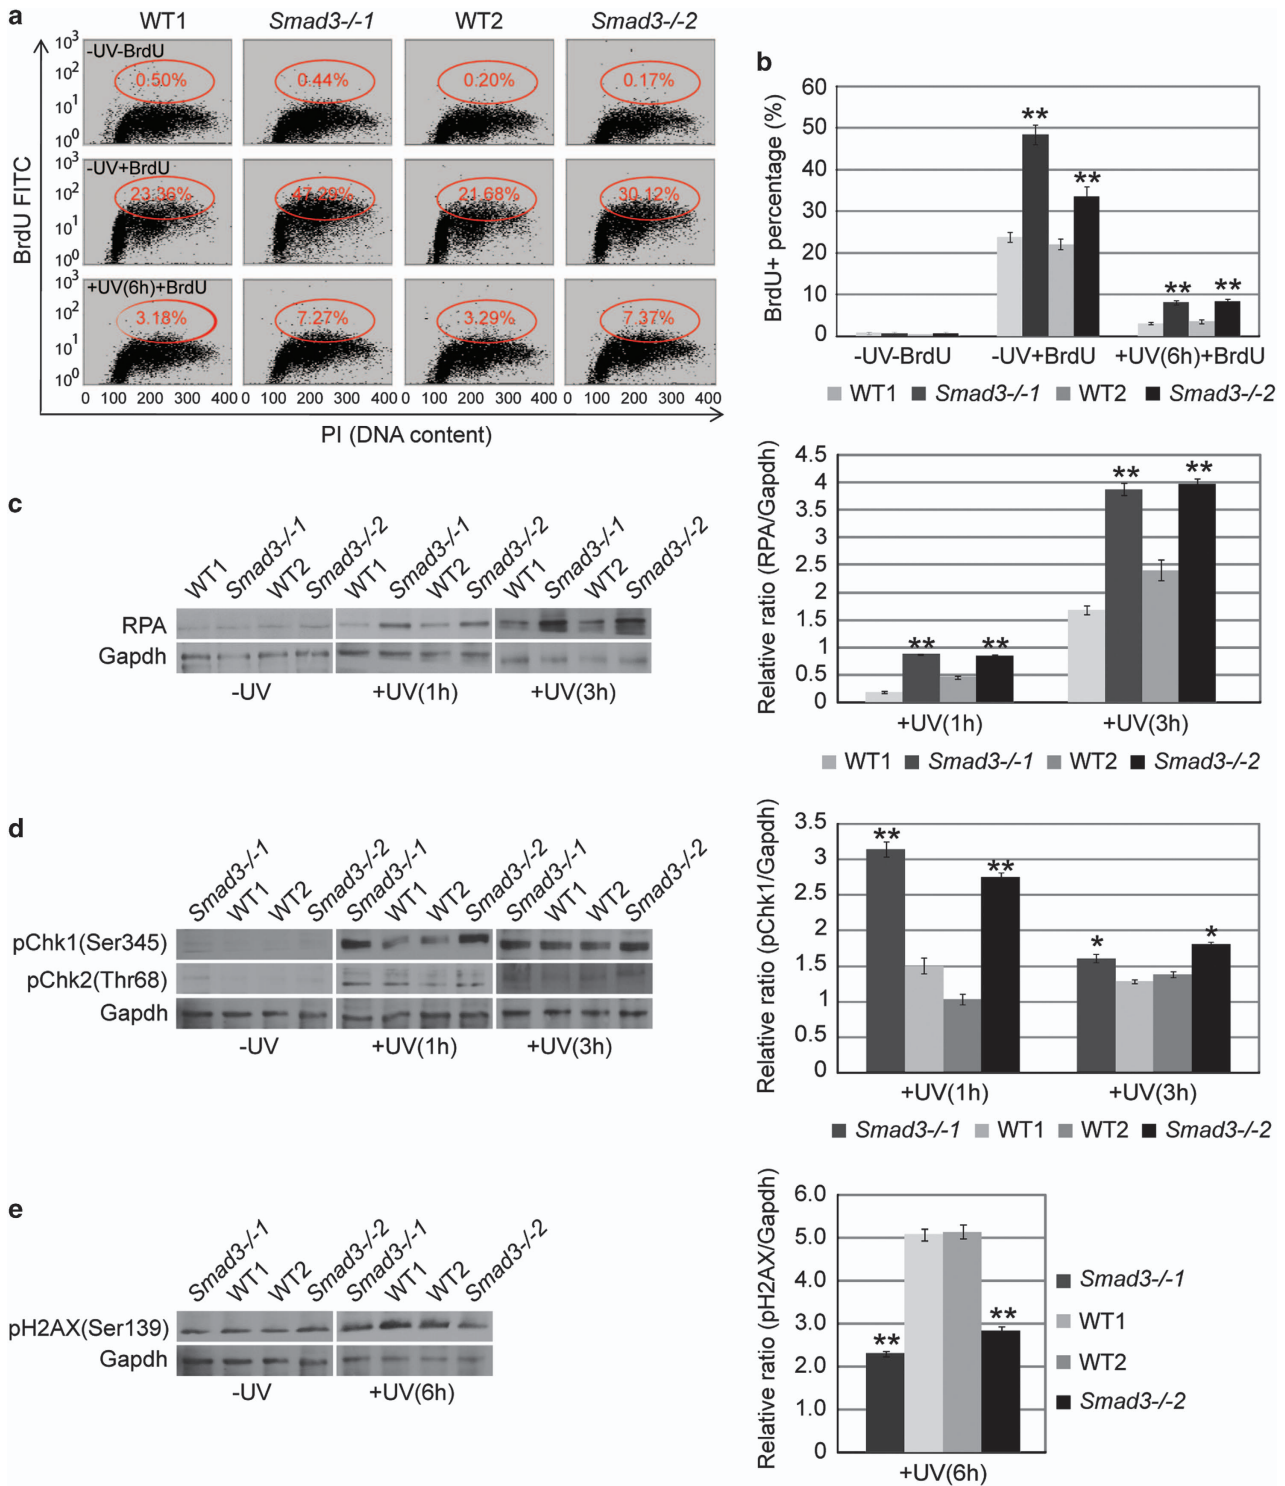 a
WT1 Smad3-/-1 WT2 Smad3-/-2
BrdU FITC
10³ 10² 10¹ 10⁰
-UV-BrdU
0.50% 0.44% 0.20% 0.17%
10³ 10² 10¹ 10⁰
-UV+BrdU
23.36% 47.29% 21.68% 30.12%
10³ 10² 10¹ 10⁰
+UV(6h)+BrdU
3.18% 7.27% 3.29% 7.37%
0 100 200 300 400 0 100 200 300 400 0 100 200 300 400 0 100 200 300 400
PI (DNA content)
b
BrdU+ percentage (%)
60
50
40
30
20
10
0
** ** ** **
-UV-BrdU -UV+BrdU +UV(6h)+BrdU
WT1 Smad3-/-1 WT2 Smad3-/-2
c
WT1 Smad3-/-1 WT2 Smad3-/-2 WT1 Smad3-/-1 WT2 Smad3-/-2 WT1 Smad3-/-1 WT2 Smad3-/-2
RPA
Gapdh
-UV +UV(1h) +UV(3h)
Relative ratio (RPA/Gapdh)
4.5
4
3.5
3
2.5
2
1.5
1
0.5
0
** ** ** **
+UV(1h) +UV(3h)
WT1 Smad3-/-1 WT2 Smad3-/-2
d
Smad3-/-1 WT1 WT2 Smad3-/-2 Smad3-/-1 WT1 WT2 Smad3-/-2 Smad3-/-1 WT1 WT2 Smad3-/-2
pChk1(Ser345)
pChk2(Thr68)
Gapdh
-UV +UV(1h) +UV(3h)
Relative ratio (pChk1/Gapdh)
3.5
3
2.5
2
1.5
1
0.5
0
** ** * *
+UV(1h) +UV(3h)
Smad3-/-1 WT1 WT2 Smad3-/-2
e
Smad3-/-1 WT1 WT2 Smad3-/-2 Smad3-/-1 WT1 WT2 Smad3-/-2
pH2AX(Ser139)
Gapdh
-UV +UV(6h)
Relative ratio (pH2AX/Gapdh)
6.0
5.0
4.0
3.0
2.0
1.0
0
** **
+UV(6h)
Smad3-/-1
WT1
WT2
Smad3-/-2